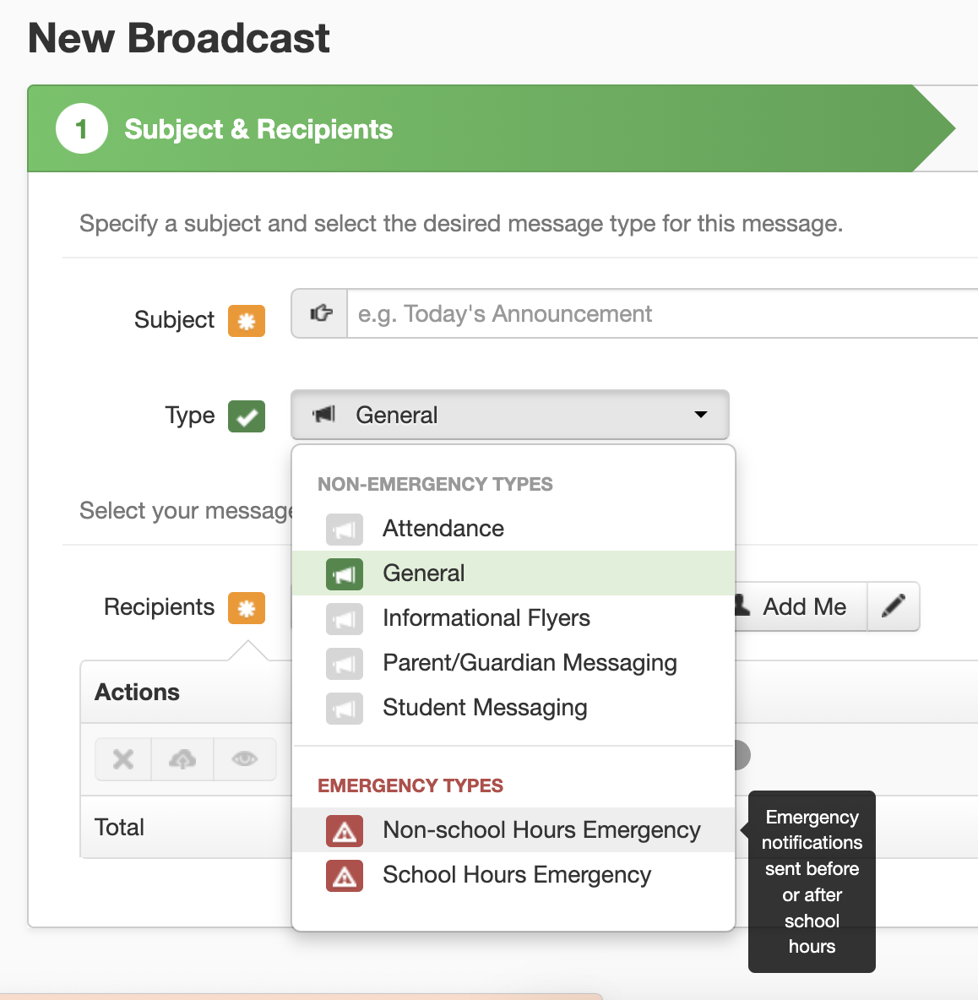 New Broadcast
1 Subject & Recipients
Specify a subject and select the desired message type for this message.
Subject
e.g. Today's Announcement
Type
General
NON-EMERGENCY TYPES
Attendance
General
Informational Flyers
Parent/Guardian Messaging
Student Messaging
EMERGENCY TYPES
Non-school Hours Emergency
School Hours Emergency
Select your message
Recipients
Add Me
Actions
Total
Emergency
notifications
sent before
or after
school
hours